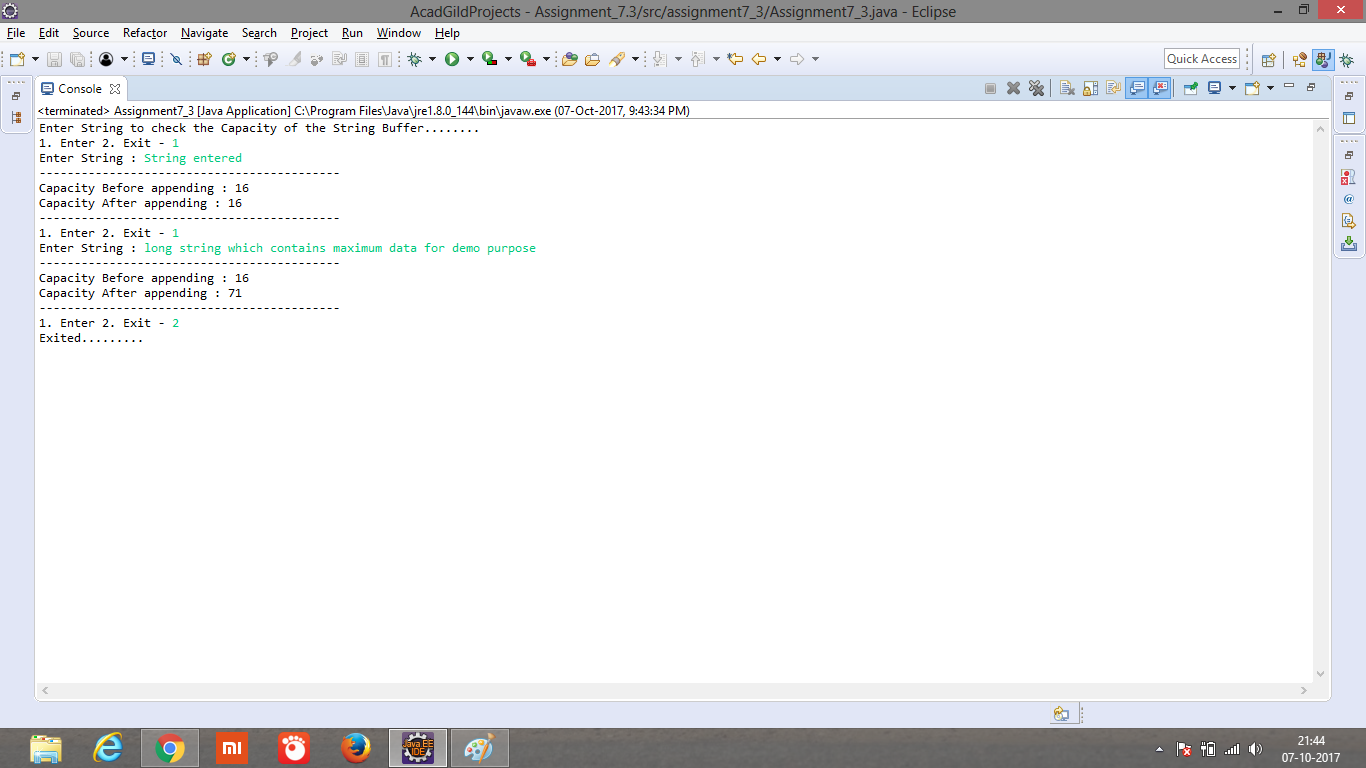 AcadGildProjects - Assignment_7.3/src/assignment7_3/Assignment7_3.java - Eclipse
File Edit Source Refactor Navigate Search Project Run Window Help
Quick Access
Console
<terminated> Assignment7_3 [Java Application] C:\Program Files\Java\jre1.8.0_144\bin\javaw.exe (07-Oct-2017, 9:43:34 PM)
Enter String to check the Capacity of the String Buffer........
1. Enter 2. Exit - 1
Enter String : String entered
-------------------------------------------
Capacity Before appending : 16
Capacity After appending : 16
-------------------------------------------
1. Enter 2. Exit - 1
Enter String : long string which contains maximum data for demo purpose
-------------------------------------------
Capacity Before appending : 16
Capacity After appending : 71
-------------------------------------------
1. Enter 2. Exit - 2
Exited.........
mi
Java EE
IDE
21:44
07-10-2017